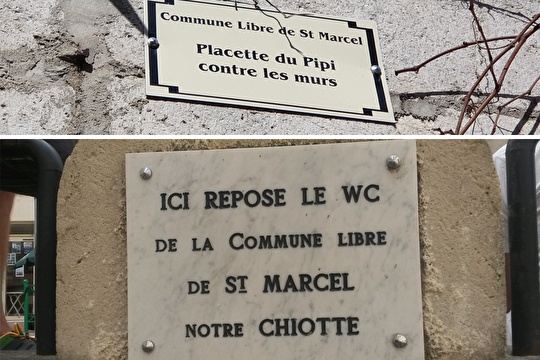 Commune Libre de St Marcel
Placette du Pipi
contre les murs
ICI REPOSE LE WC
DE LA COMMUNE LIBRE
DE ST MARCEL
NOTRE CHIOTTE